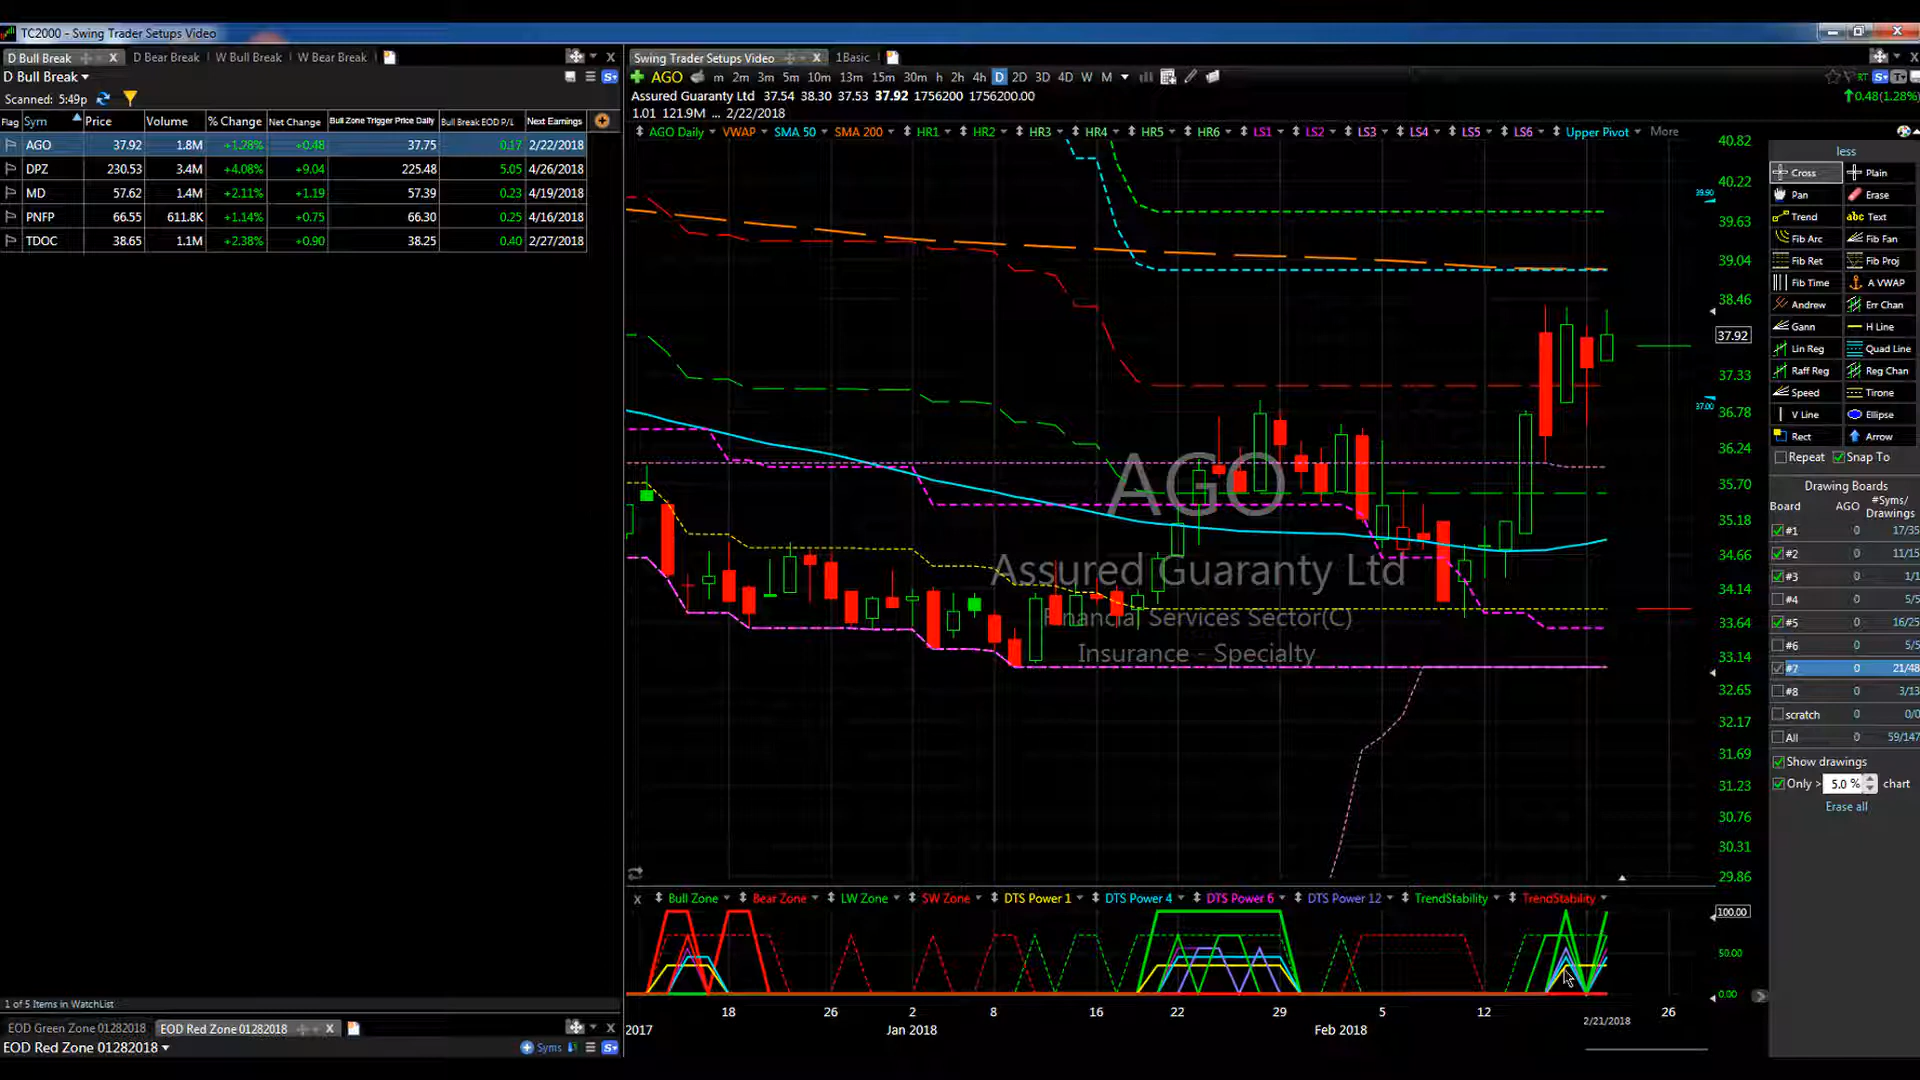 TC2000 - Swing Trader Setups Video
D Bull Break D Bear Break W Bull Break W Bear Break
D Bull Break
Scanned: 5:49p
Flag Sym Price Volume % Change Net Change Bull Zone Trigger Price Daily Bull Break EOD P/L Next Earnings
AGO 37.92 1.8M +1.28% +0.48 37.75 0.17 2/22/2018
DPZ 230.53 3.4M +4.08% +9.04 225.48 5.05 4/26/2018
MD 57.62 1.4M +2.11% +1.19 57.39 0.23 4/19/2018
PNFP 66.55 611.8K +1.14% +0.75 66.30 0.25 4/16/2018
TDOC 38.65 1.1M +2.38% +0.90 38.25 0.40 2/27/2018
1 of 5 Items in WatchList
EOD Green Zone 01282018 EOD Red Zone 01282018
EOD Red Zone 01282018 Syms
Swing Trader Setups Video 1Basic
AGO m 2m 3m 5m 10m 13m 15m 30m h 2h 4h D 2D 3D 4D W M
RT
Assured Guaranty Ltd 37.54 38.30 37.53 37.92 1756200 1756200.00
0.48(1.28%)
1.01 121.9M ... 2/22/2018
AGO Daily VWAP SMA 50 SMA 200 HR1 HR2 HR3 HR4 HR5 HR6 LS1 LS2 LS3 LS4 LS5 LS6 Upper Pivot More
40.82
40.22
39.90
39.63
39.04
38.46
37.92
37.33
37.00
36.78
36.24
35.70
35.18
34.66
34.14
33.64
33.14
32.65
32.17
31.69
31.23
30.76
30.31
29.86
AGO
Assured Guaranty Ltd
Financial Services Sector(C)
Insurance - Specialty
x Bull Zone Bear Zone LW Zone SW Zone DTS Power 1 DTS Power 4 DTS Power 6 DTS Power 12 TrendStability TrendStability
100.00
50.00
0.00
18 26 2 8 16 22 29 5 12 26
2017 Jan 2018 Feb 2018 2/21/2018
less
Cross Plain
Pan Erase
Trend abc Text
Fib Arc Fib Fan
Fib Ret Fib Proj
Fib Time A VWAP
Andrew Err Chan
Gann H Line
Lin Reg Quad Line
Raff Reg Reg Chan
Speed Tirone
V Line Ellipse
Rect Arrow
Repeat Snap To
Drawing Boards
Board AGO #Syms/Drawings
#1 0 17/35
#2 0 11/15
#3 0 1/1
#4 0 5/5
#5 0 16/25
#6 0 5/5
#7 0 21/48
#8 0 3/13
scratch 0 0/0
All 0 59/147
Show drawings
Only > 5.0 % chart
Erase all